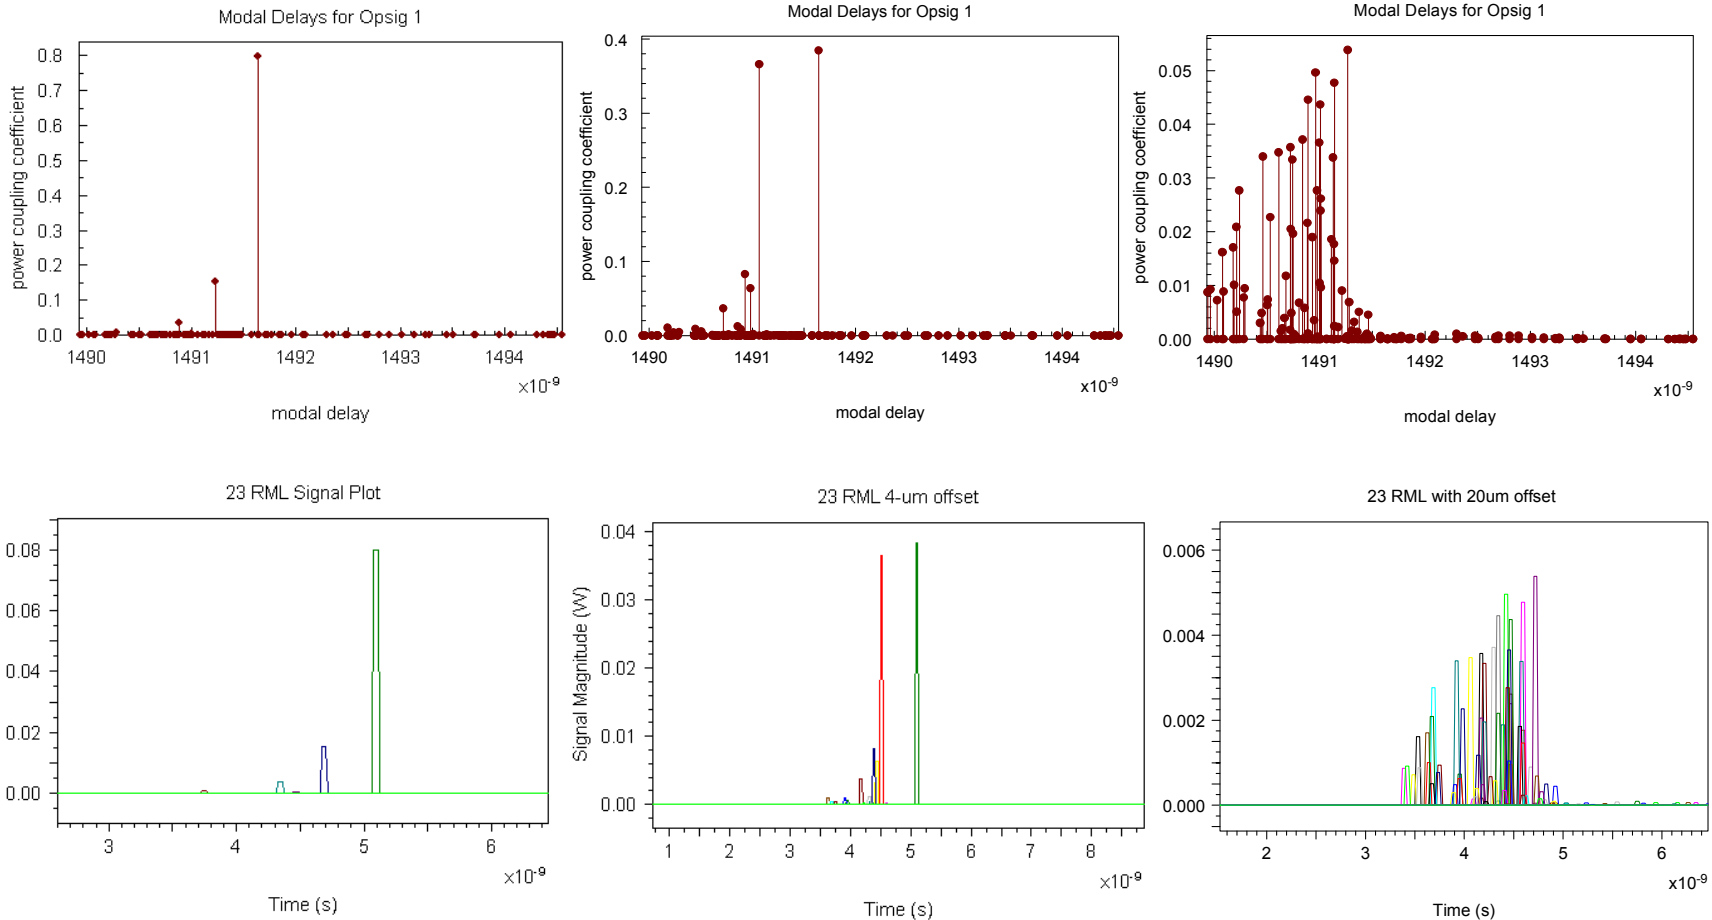 Modal Delays for Opsig 1
power coupling coefficient
0.8
0.7
0.6
0.5
0.4
0.3
0.2
0.1
0.0
1490 1491 1492 1493 1494
x10-9
modal delay
Modal Delays for Opsig 1
power coupling coefficient
0.4
0.3
0.2
0.1
0.0
1490 1491 1492 1493 1494
x10-9
modal delay
Modal Delays for Opsig 1
power coupling coefficient
0.05
0.04
0.03
0.02
0.01
0.00
1490 1491 1492 1493 1494
x10-9
modal delay
23 RML Signal Plot
0.08
0.06
0.04
0.02
0.00
3 4 5 6
x10-9
Time (s)
23 RML 4-um offset
Signal Magnitude (W)
0.04
0.03
0.02
0.01
0.00
1 2 3 4 5 6 7 8
x10-9
Time (s)
23 RML with 20um offset
0.006
0.004
0.002
0.000
2 3 4 5 6
x10-9
Time (s)